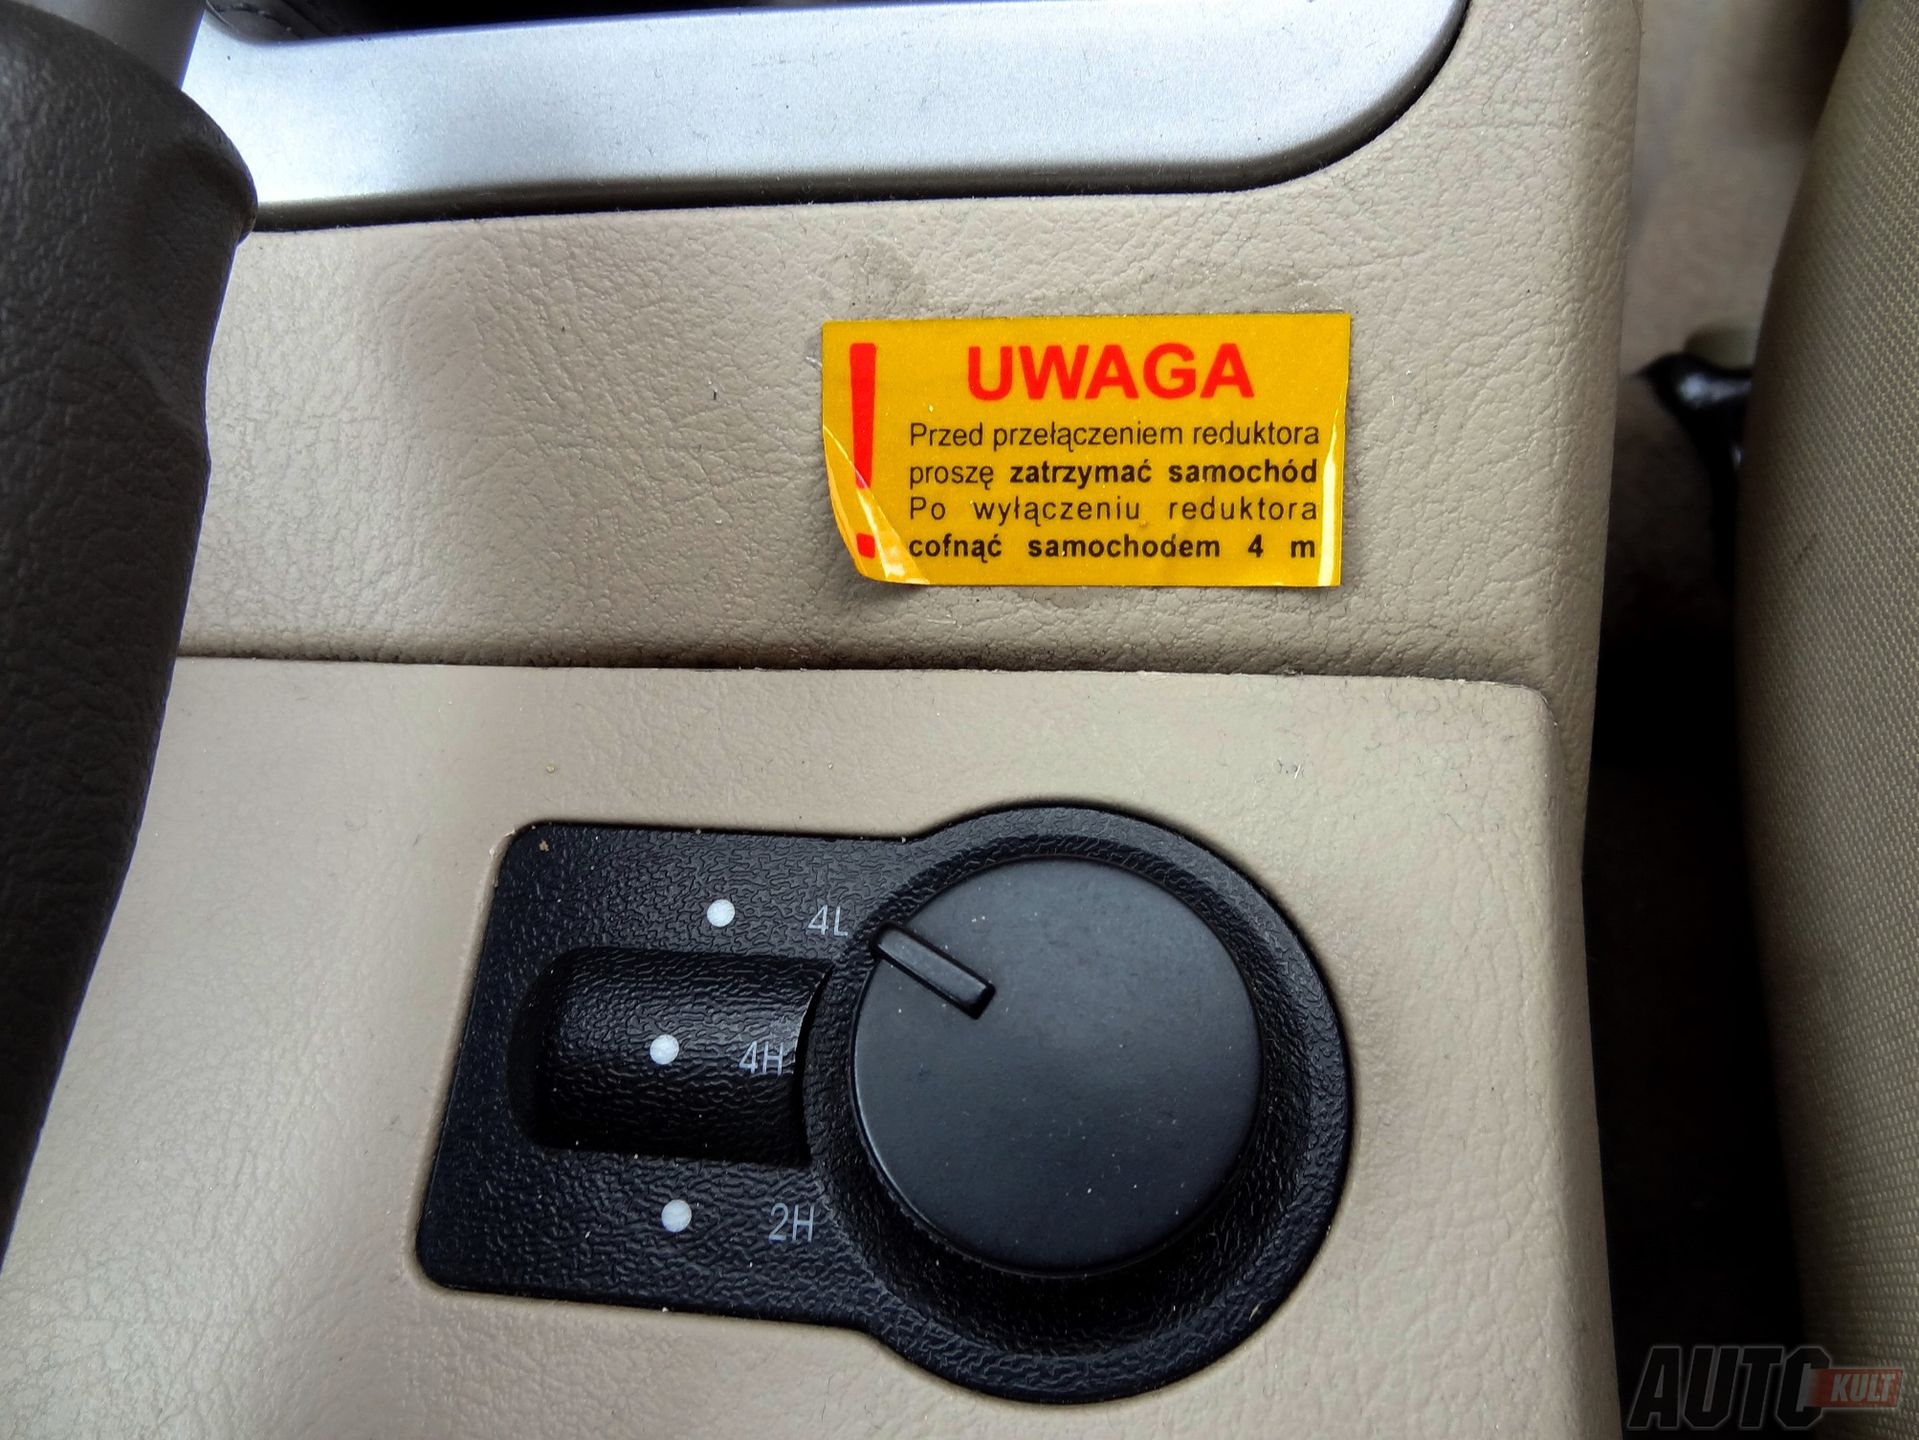 UWAGA
Przed przełączeniem reduktora
proszę zatrzymać samochód
Po wyłączeniu reduktora
cofnąć samochodem 4 m
4L
4H
2H
AUTO KULT